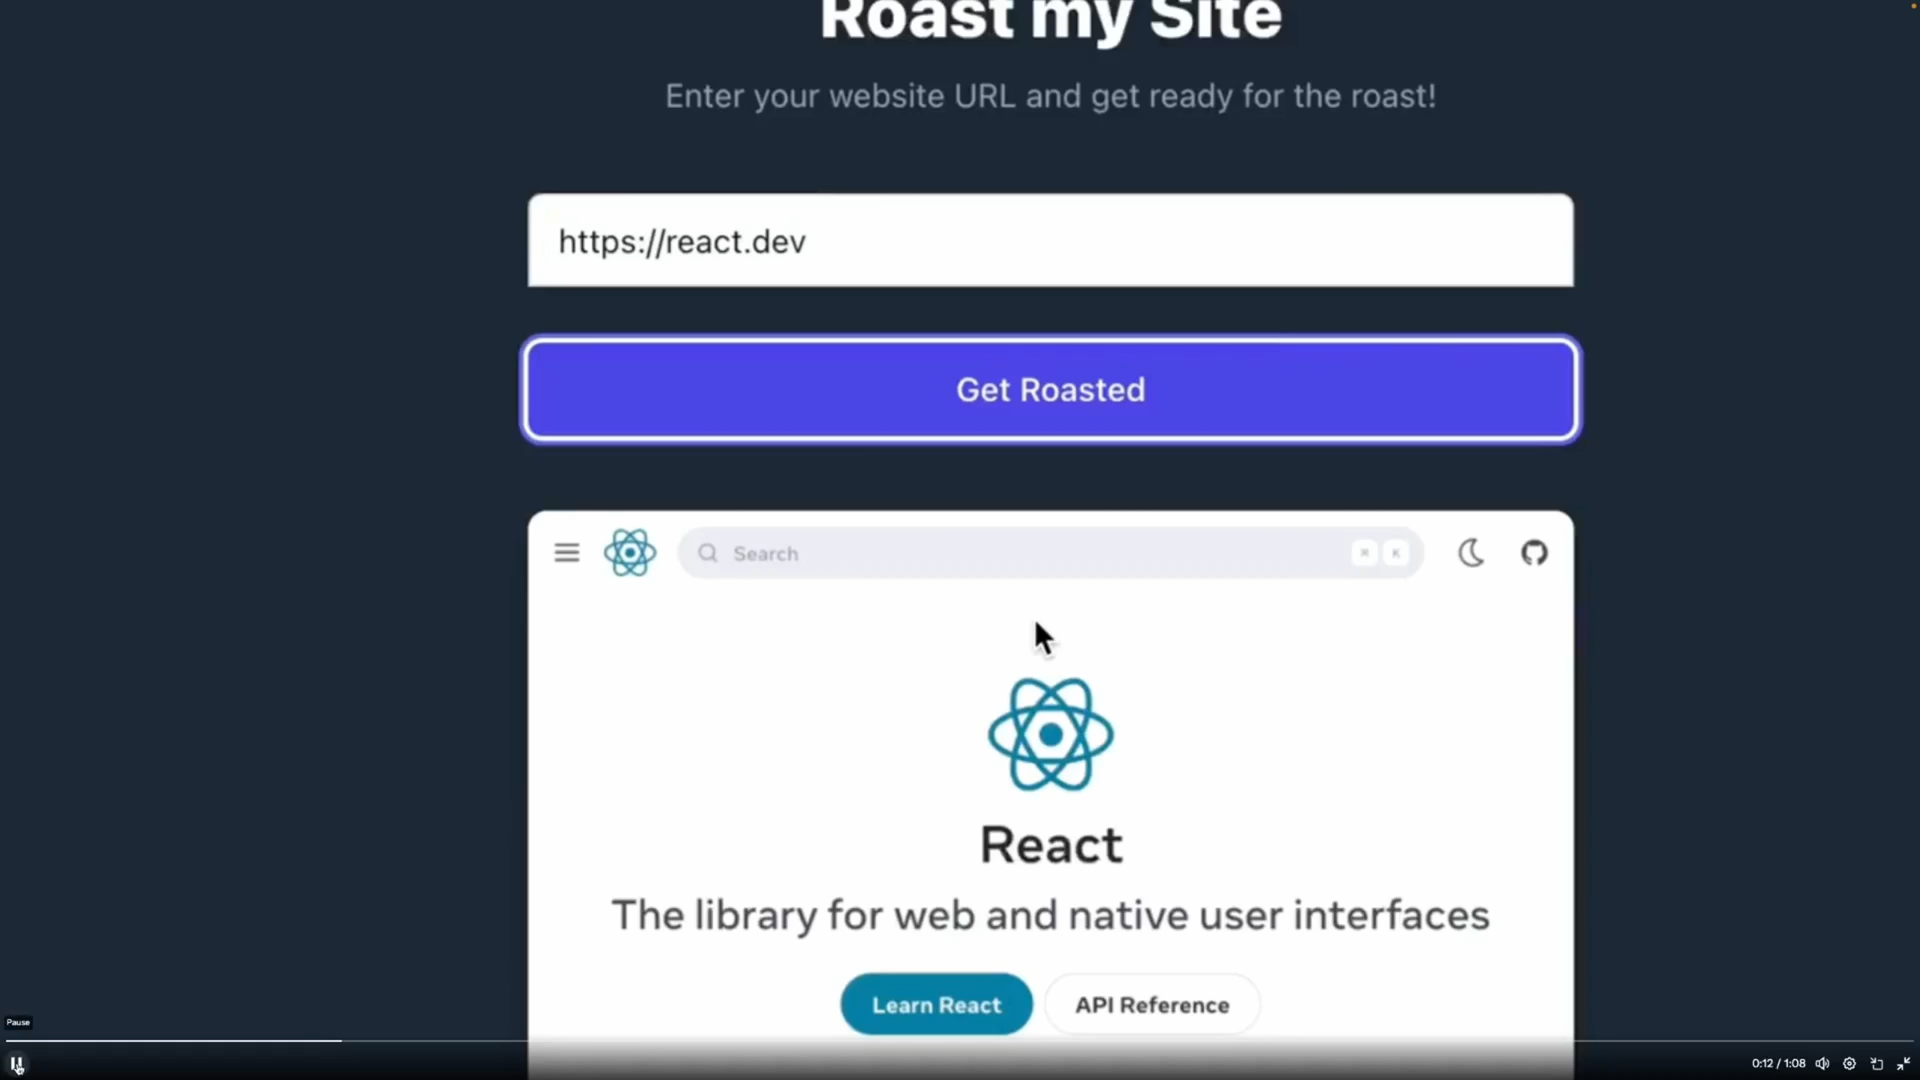 Roast my Site
Enter your website URL and get ready for the roast!
https://react.dev
Get Roasted
Search ⌘ K
React
The library for web and native user interfaces
Learn React API Reference
Pause
0:12 / 1:08